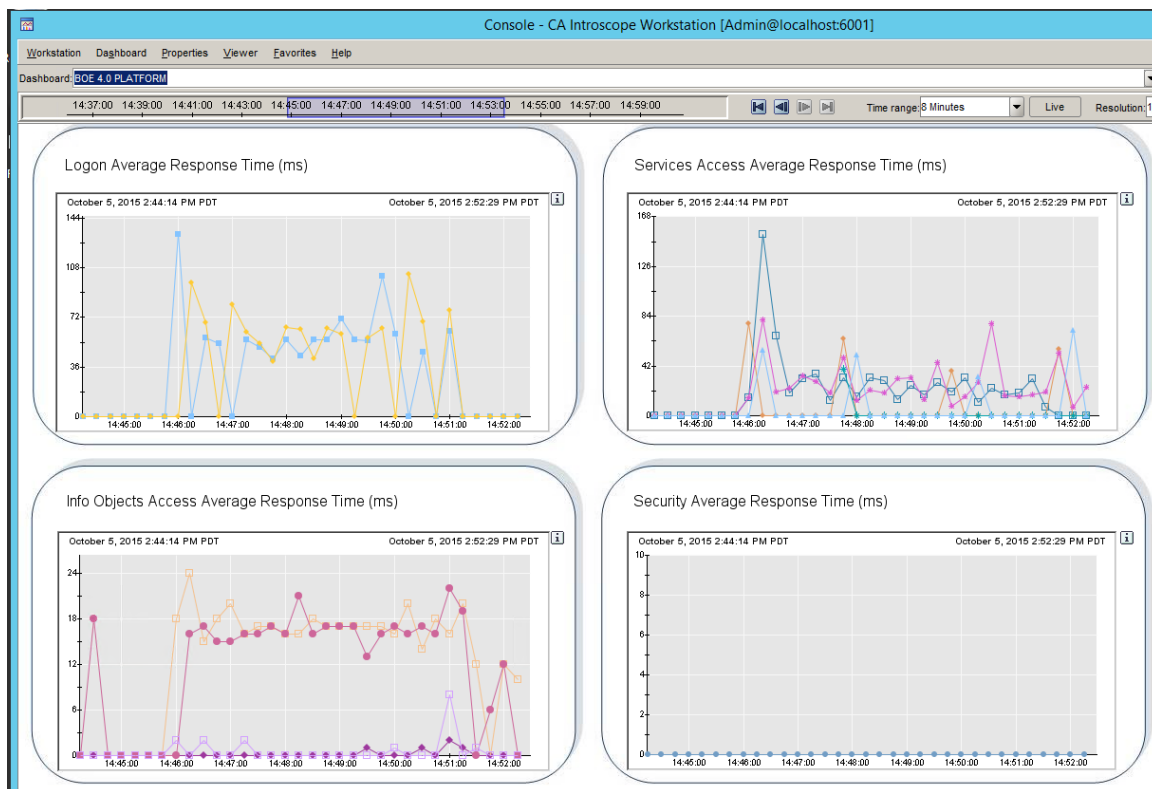 Console - CA Introscope Workstation [Admin@localhost:6001]
Workstation Dashboard Properties Viewer Favorites Help
Dashboard: BOE 4.0 PLATFORM
14:37:00 14:39:00 14:41:00 14:43:00 14:45:00 14:47:00 14:49:00 14:51:00 14:53:00 14:55:00 14:57:00 14:59:00
Time range: 8 Minutes Live Resolution: 1
Logon Average Response Time (ms)
October 5, 2015 2:44:14 PM PDT October 5, 2015 2:52:29 PM PDT
144
108
72
36
0
14:45:00 14:46:00 14:47:00 14:48:00 14:49:00 14:50:00 14:51:00 14:52:00
Services Access Average Response Time (ms)
October 5, 2015 2:44:14 PM PDT October 5, 2015 2:52:29 PM PDT
168
126
84
42
0
14:45:00 14:46:00 14:47:00 14:48:00 14:49:00 14:50:00 14:51:00 14:52:00
Info Objects Access Average Response Time (ms)
October 5, 2015 2:44:14 PM PDT October 5, 2015 2:52:29 PM PDT
24
18
12
6
0
14:45:00 14:46:00 14:47:00 14:48:00 14:49:00 14:50:00 14:51:00 14:52:00
Security Average Response Time (ms)
October 5, 2015 2:44:14 PM PDT October 5, 2015 2:52:29 PM PDT
10
8
6
4
2
0
14:45:00 14:46:00 14:47:00 14:48:00 14:49:00 14:50:00 14:51:00 14:52:00